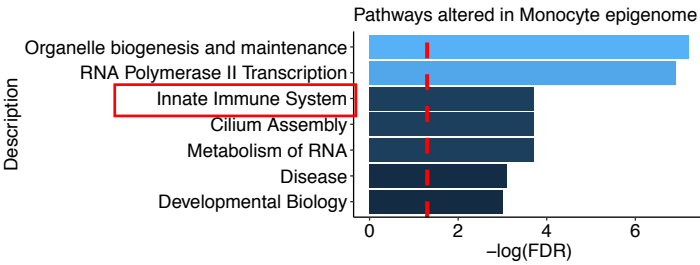 Pathways altered in Monocyte epigenome
Description
Organelle biogenesis and maintenance
RNA Polymerase II Transcription
Innate Immune System
Cilium Assembly
Metabolism of RNA
Disease
Developmental Biology
0 2 4 6
−log(FDR)